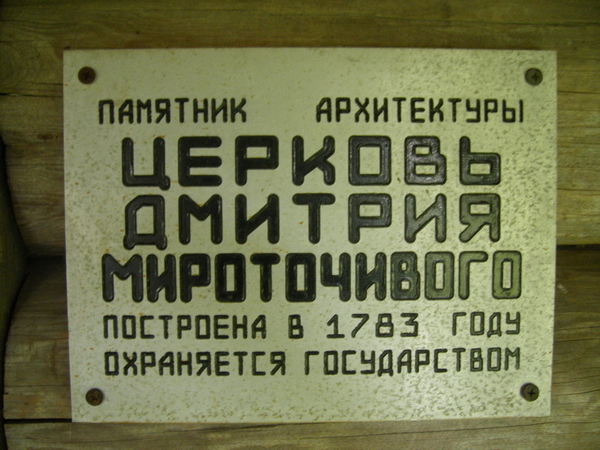 ПАМЯТНИК АРХИТЕКТУРЫ
ЦЕРКОВЬ
ДМИТРИЯ
МИРОТОЧИВОГО
ПОСТРОЕНА В 1783 ГОДУ
ОХРАНЯЕТСЯ ГОСУДАРСТВОМ